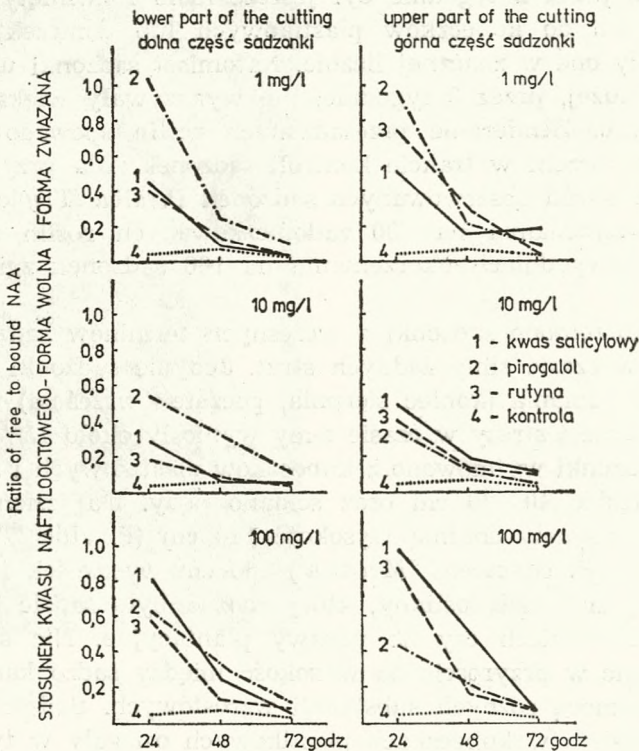 lower part of the cutting
dolna część sadzonki
upper part of the cutting
górna część sadzonki
Ratio of free to bound NAA
STOSUNEK KWASU NAFTYLOOCTOWEGO-FORMA WOLNA/FORMA ZWIĄZANA
1 mg/l
1,0
0,8
0,6
0,4
0,2
2
1
3
4
1 mg/l
2
3
1
4
10 mg/l
1,0
0,8
0,6
0,4
0,2
2
1
3
4
10 mg/l
1 - kwas salicylowy
2 - pirogalol
3 - rutyna
4 - kontrola
1
3
2
4
100 mg/l
1,0
0,8
0,6
0,4
0,2
1
2
3
4
100 mg/l
1
3
2
4
24 48 72 godz.
24 48 72 godz.